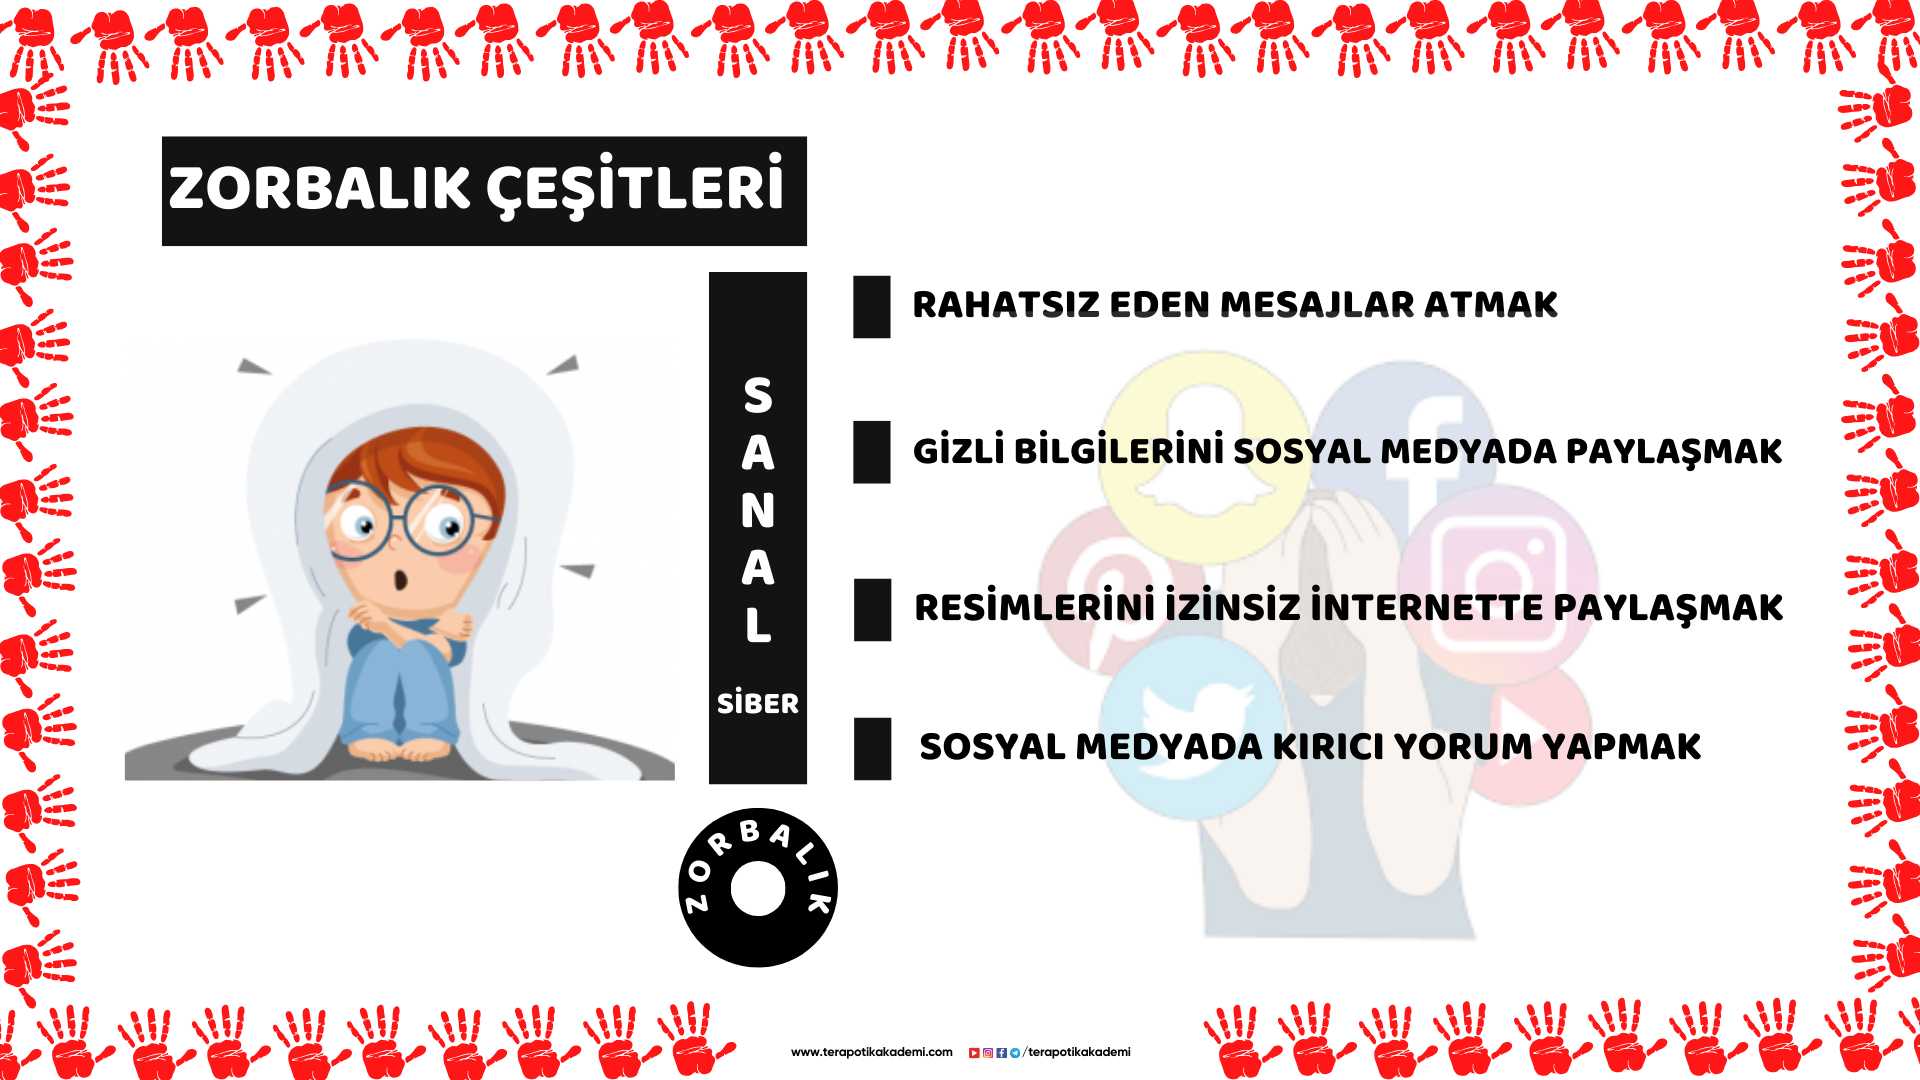 ZORBALIK ÇEŞİTLERİ
SANAL
SİBER
ZORBALIK
RAHATSIZ EDEN MESAJLAR ATMAK
GİZLİ BİLGİLERİNİ SOSYAL MEDYADA PAYLAŞMAK
RESİMLERİNİ İZİNSİZ İNTERNETTE PAYLAŞMAK
SOSYAL MEDYADA KIRICI YORUM YAPMAK
www.terapotikakademi.com /terapotikakademi